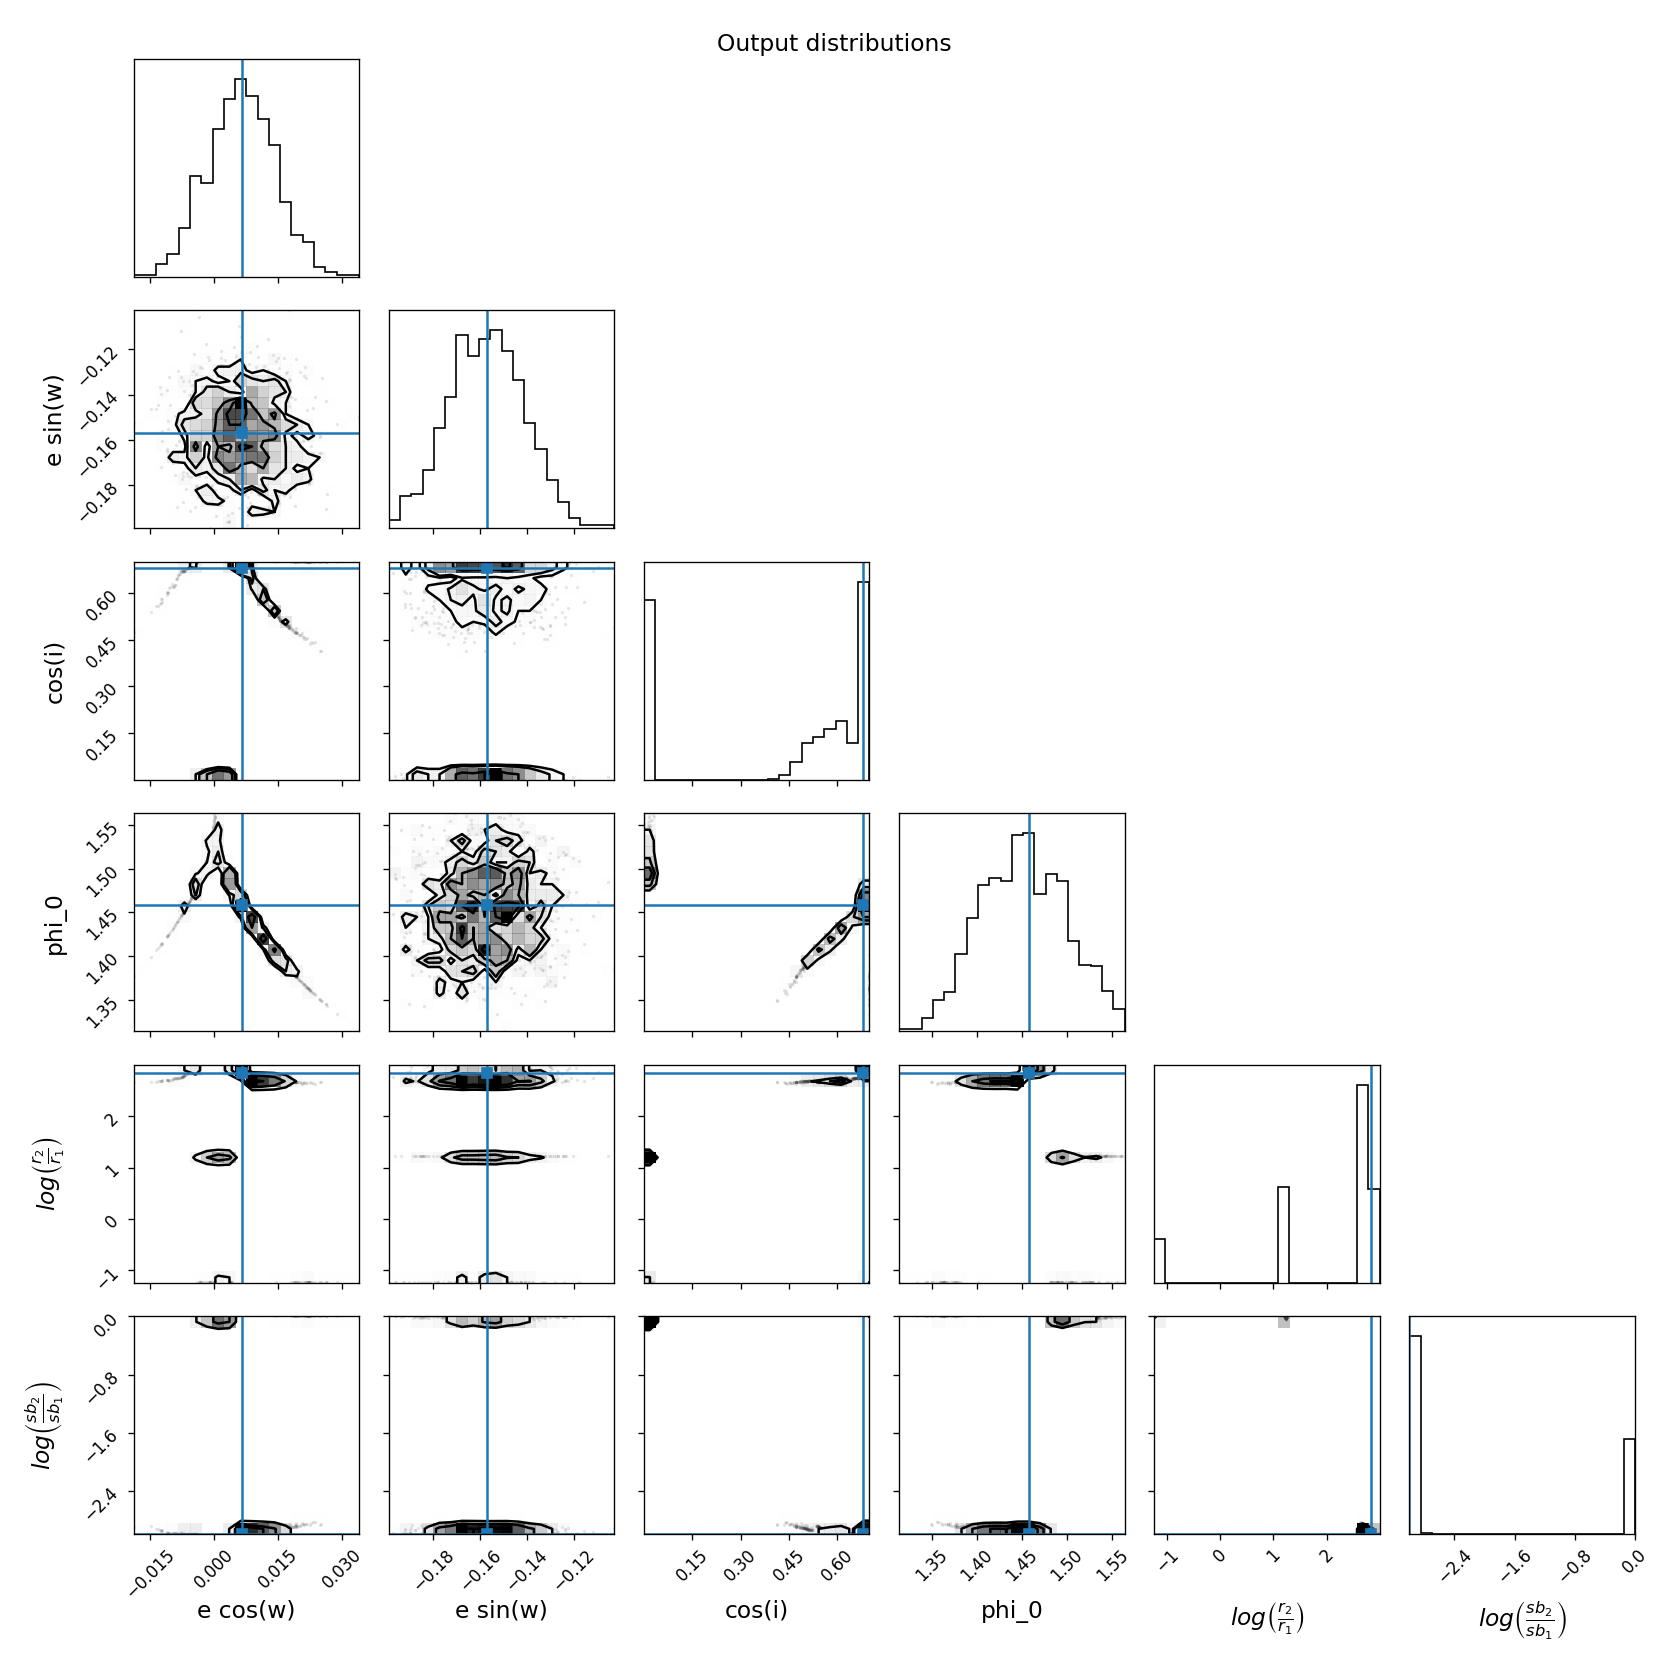 Output distributions
e sin(w)
−0.12
−0.14
−0.16
−0.18
cos(i)
0.60
0.45
0.30
0.15
phi_0
1.55
1.50
1.45
1.40
1.35
log(r2/r1)
2
1
0
−1
log(sb2/sb1)
0.0
−0.8
−1.6
−2.4
−0.015 0.000 0.015 0.030
−0.18 −0.16 −0.14 −0.12
0.15 0.30 0.45 0.60
1.35 1.40 1.45 1.50 1.55
−1 0 1 2
−2.4 −1.6 −0.8 0.0
e cos(w) e sin(w) cos(i) phi_0 log(r2/r1) log(sb2/sb1)